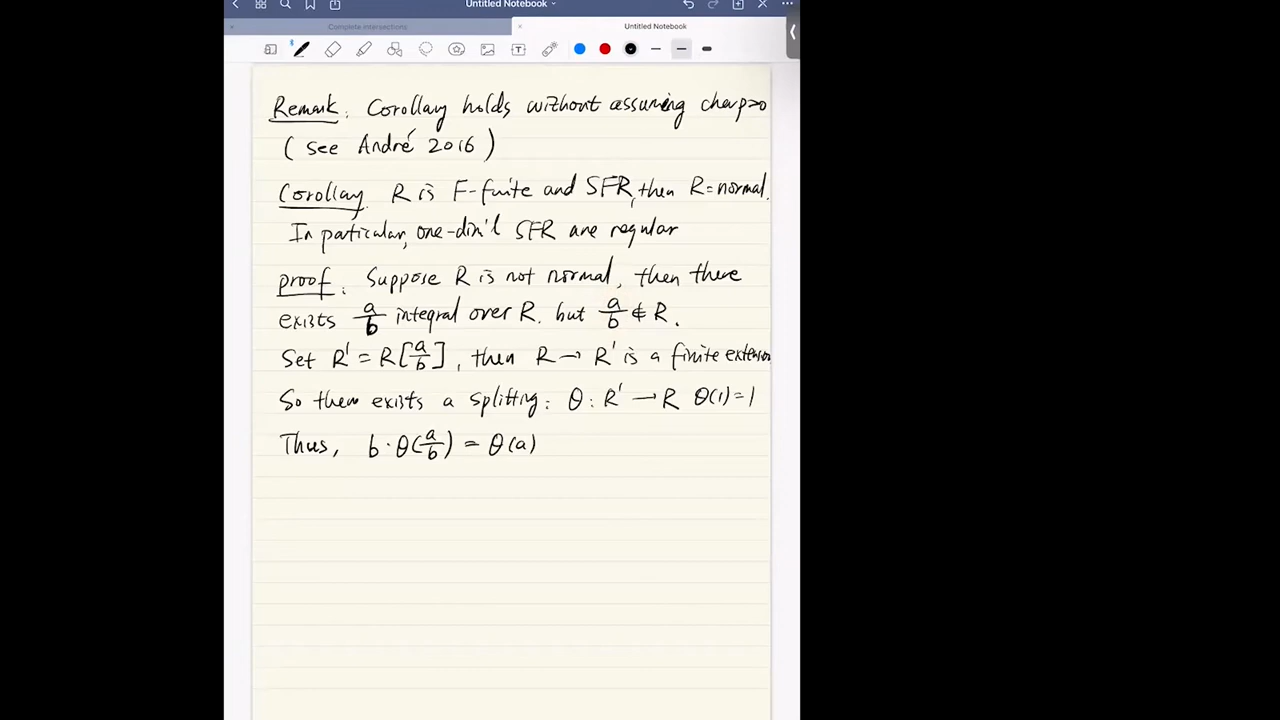 Untitled Notebook
Complete intersections
Untitled Notebook
Remark: Corollary holds without assuming char p>0
(see André 2016)
Corollary. R is F-finite and SFR, then R=normal.
In particular, one-dim'l SFR are regular
proof: Suppose R is not normal, then there
exists a/b integral over R. but a/b ∉ R.
Set R' = R[a/b], then R → R' is a finite extension
So there exists a splitting: θ: R' → R θ(1)=1
Thus, b·θ(a/b) = θ(a)